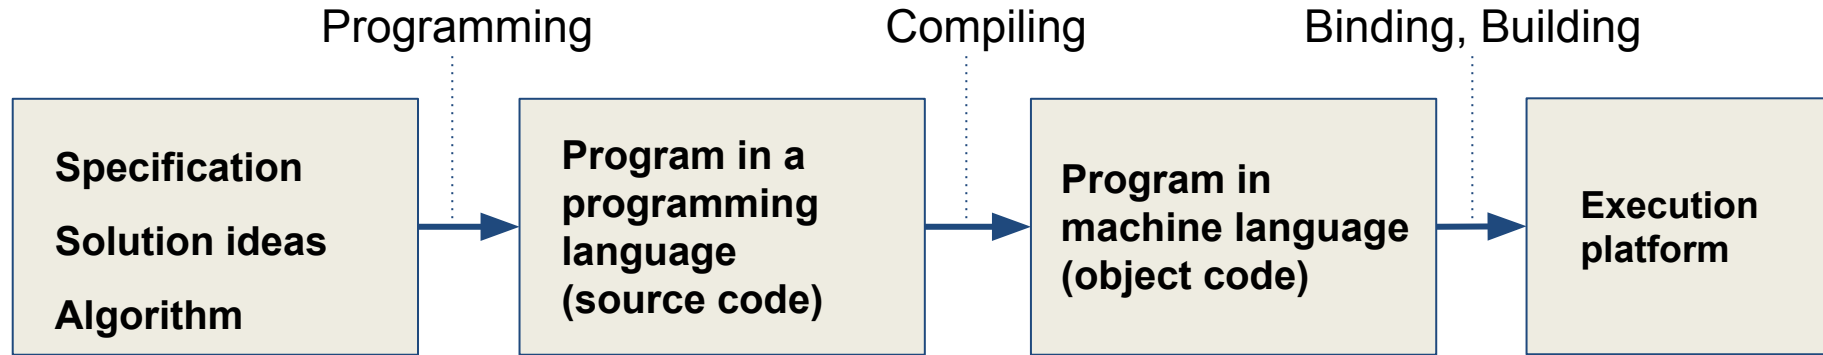 Programming
Compiling
Binding, Building
Specification
Solution ideas
Algorithm
Program in a
programming
language
(source code)
Program in
machine language
(object code)
Execution
platform